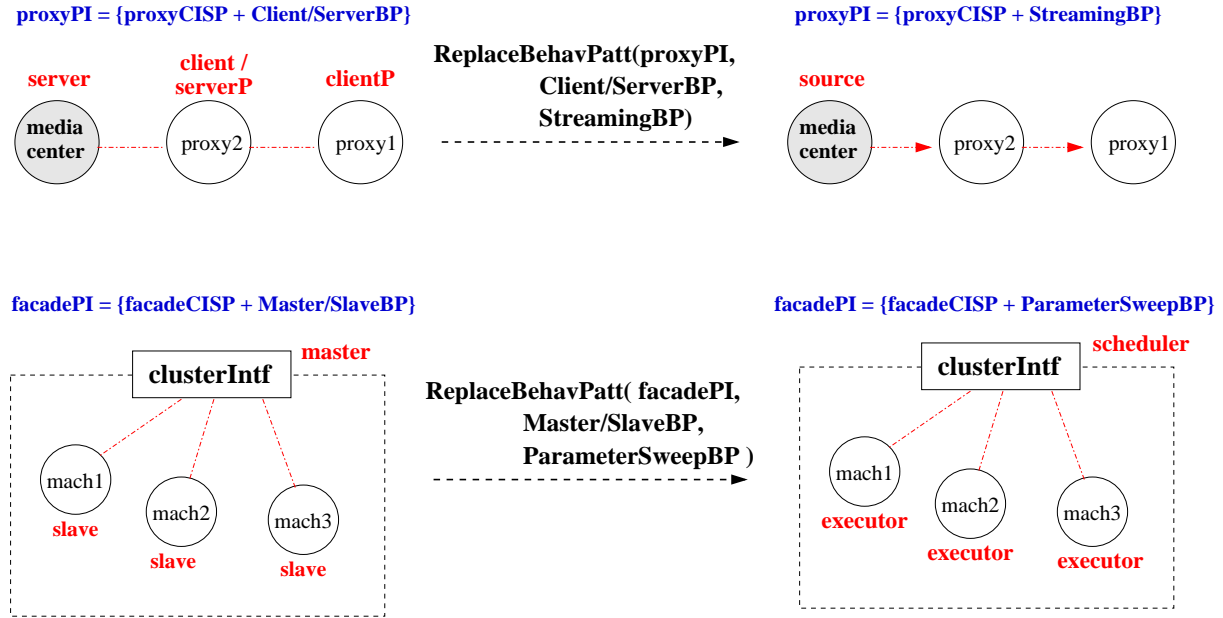 proxyPI = {proxyCISP + Client/ServerBP}
proxyPI = {proxyCISP + StreamingBP}
server
client /
serverP
clientP
media
center
proxy2
proxy1
ReplaceBehavPatt(proxyPI,
Client/ServerBP,
StreamingBP)
source
media
center
proxy2
proxy1
facadePI = {facadeCISP + Master/SlaveBP}
facadePI = {facadeCISP + ParameterSweepBP}
master
clusterIntf
mach1
slave
mach2
slave
mach3
slave
ReplaceBehavPatt( facadePI,
Master/SlaveBP,
ParameterSweepBP )
scheduler
clusterIntf
mach1
executor
mach2
executor
mach3
executor